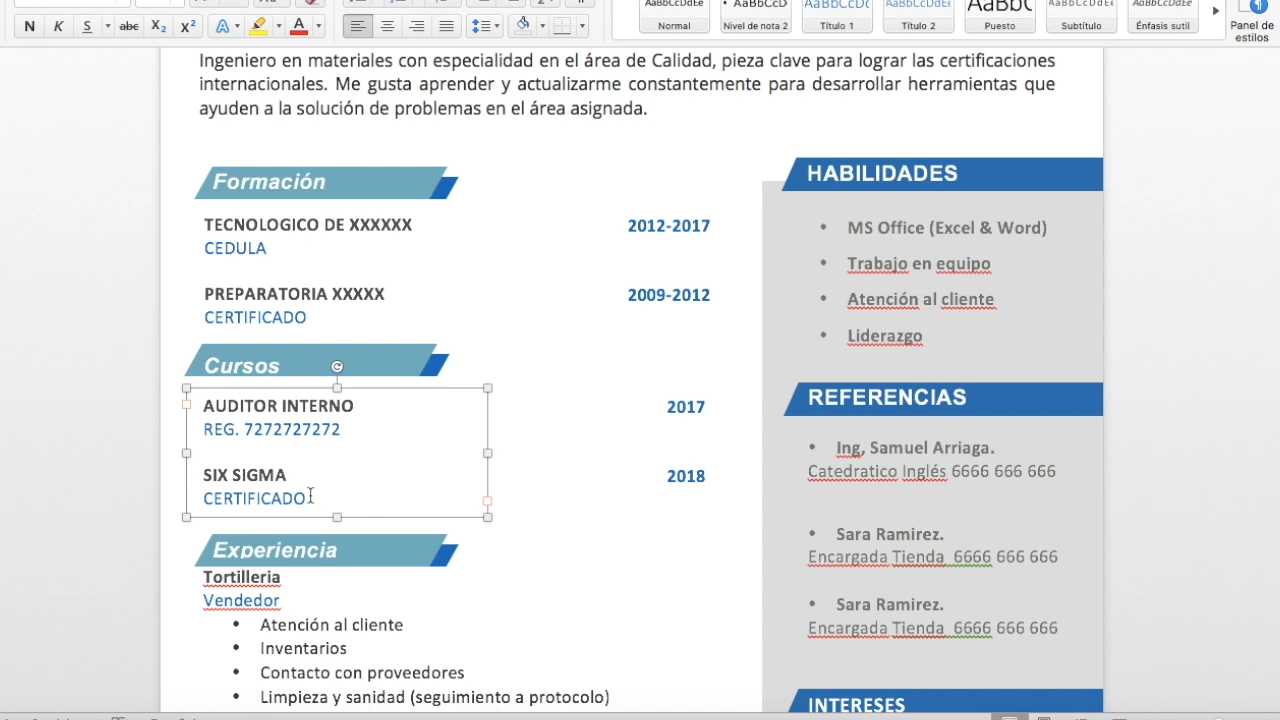 N K S abc X₂ X² A A
Normal Nivel de nota 2 Título 1 Título 2 Puesto Subtítulo Énfasis sutil
Panel de
estilos
Ingeniero en materiales con especialidad en el área de Calidad, pieza clave para lograr las certificaciones
internacionales. Me gusta aprender y actualizarme constantemente para desarrollar herramientas que
ayuden a la solución de problemas en el área asignada.
Formación
TECNOLOGICO DE XXXXXX 2012-2017
CEDULA
PREPARATORIA XXXXX 2009-2012
CERTIFICADO
Cursos
AUDITOR INTERNO 2017
REG. 7272727272
SIX SIGMA 2018
CERTIFICADO
Experiencia
Tortilleria
Vendedor
• Atención al cliente
• Inventarios
• Contacto con proveedores
• Limpieza y sanidad (seguimiento a protocolo)
HABILIDADES
• MS Office (Excel & Word)
• Trabajo en equipo
• Atención al cliente
• Liderazgo
REFERENCIAS
• Ing, Samuel Arriaga.
Catedratico Inglés 6666 666 666
• Sara Ramirez.
Encargada Tienda 6666 666 666
• Sara Ramirez.
Encargada Tienda 6666 666 666
INTERESES